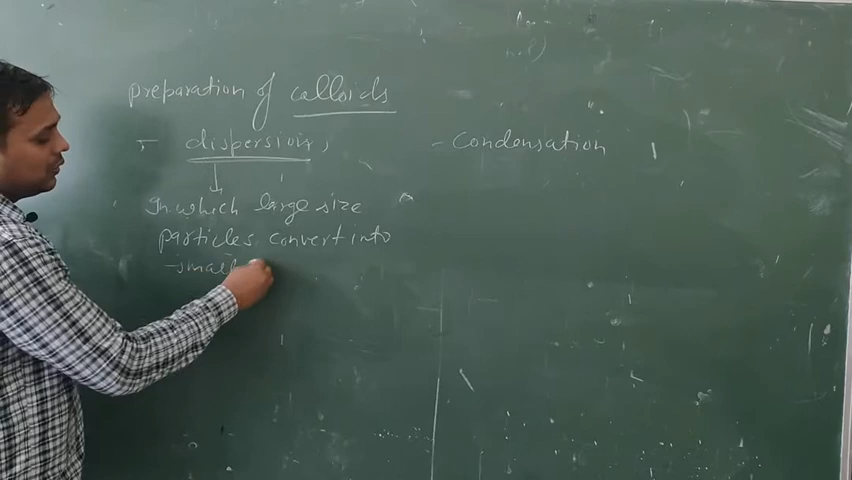 preparation of colloids
- dispersion,
- Condensation
In which large size
particles convert into
small